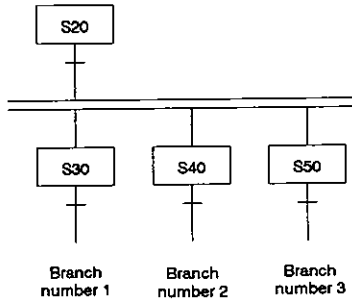 S20
S30
S40
S50
Branch
number 1
Branch
number 2
Branch
number 3